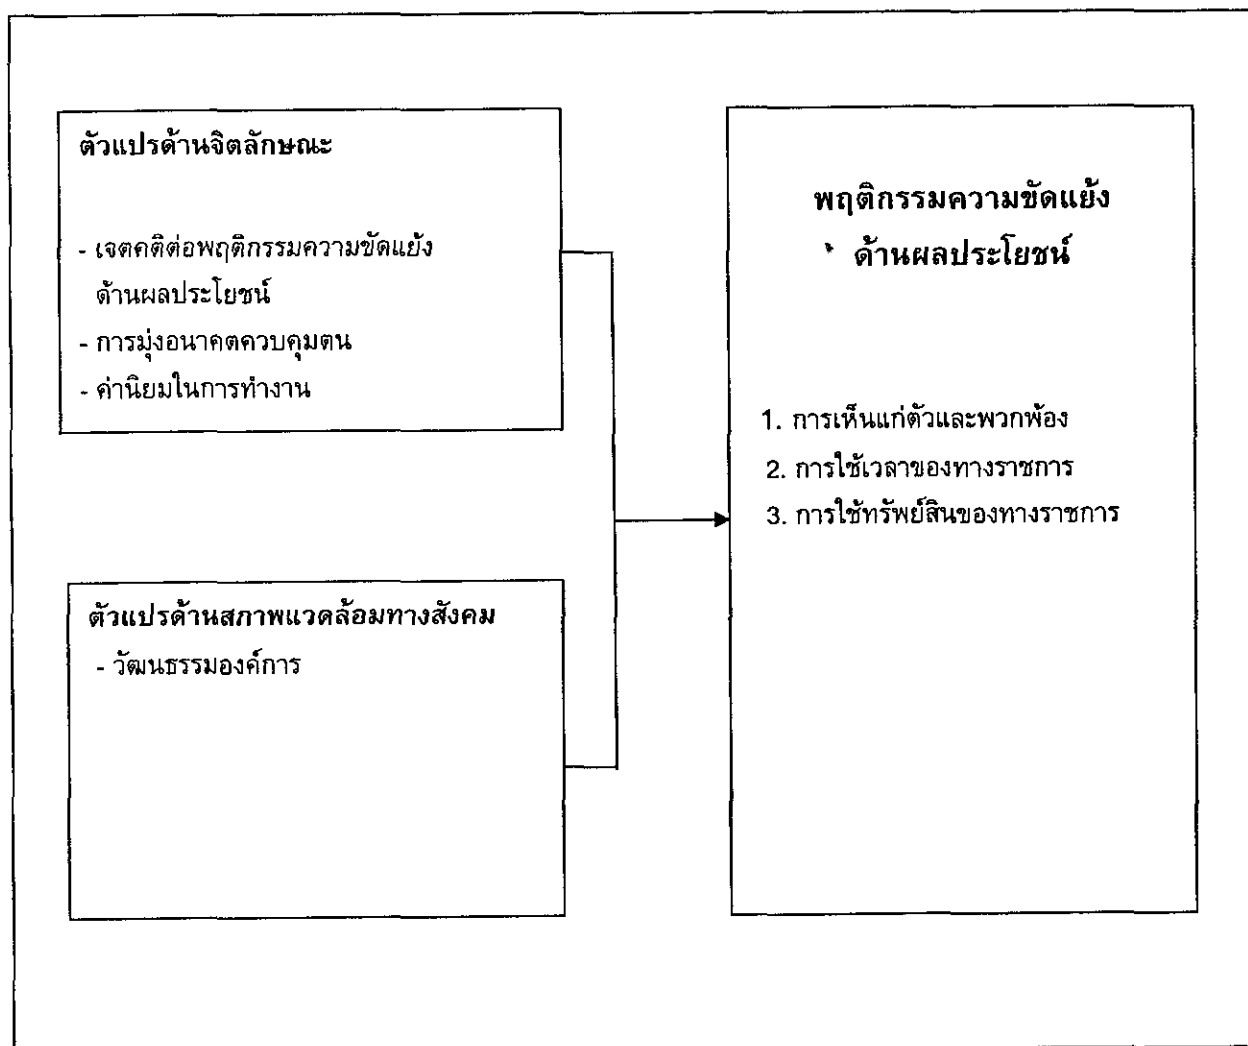 ตัวแปรด้านจิตลักษณะ
- เจตคติต่อพฤติกรรมความขัดแย้ง
ด้านผลประโยชน์
- การมุ่งอนาคตควบคุมตน
- ค่านิยมในการทำงาน
ตัวแปรด้านสภาพแวดล้อมทางสังคม
- วัฒนธรรมองค์การ
พฤติกรรมความขัดแย้ง
ด้านผลประโยชน์
1. การเห็นแก่ตัวและพวกพ้อง
2. การใช้เวลาของทางราชการ
3. การใช้ทรัพย์สินของทางราชการ